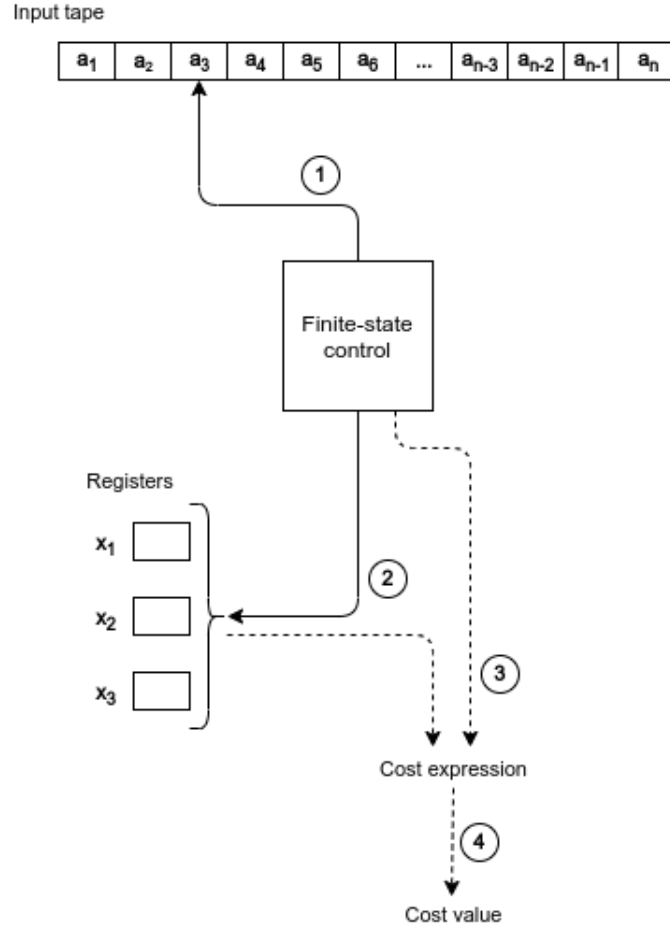 Input tape
a1 a2 a3 a4 a5 a6 ... an-3 an-2 an-1 an
1
Finite-state
control
Registers
x1
2
x2
3
x3
Cost expression
4
Cost value